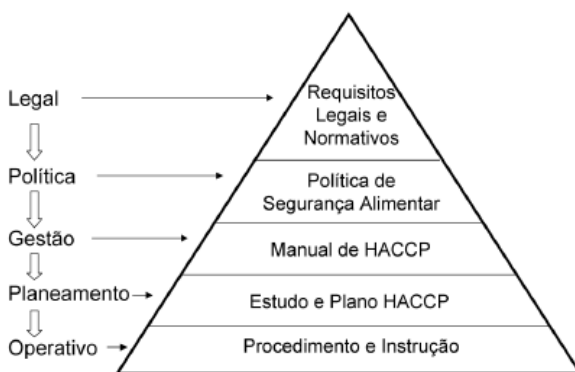 Legal
Requisitos
Legais e
Normativos
Política
Política de
Segurança Alimentar
Gestão
Manual de HACCP
Planeamento
Estudo e Plano HACCP
Operativo
Procedimento e Instrução